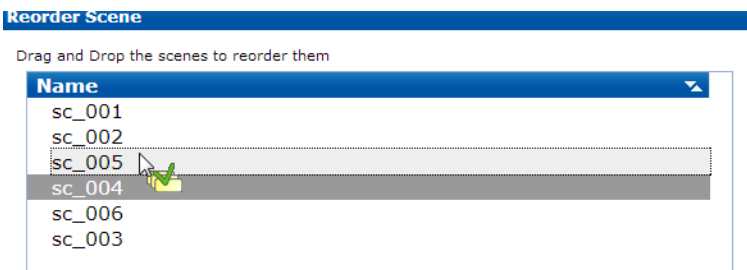 Reorder Scene
Drag and Drop the scenes to reorder them
Name
sc_001
sc_002
sc_005
sc_004
sc_006
sc_003